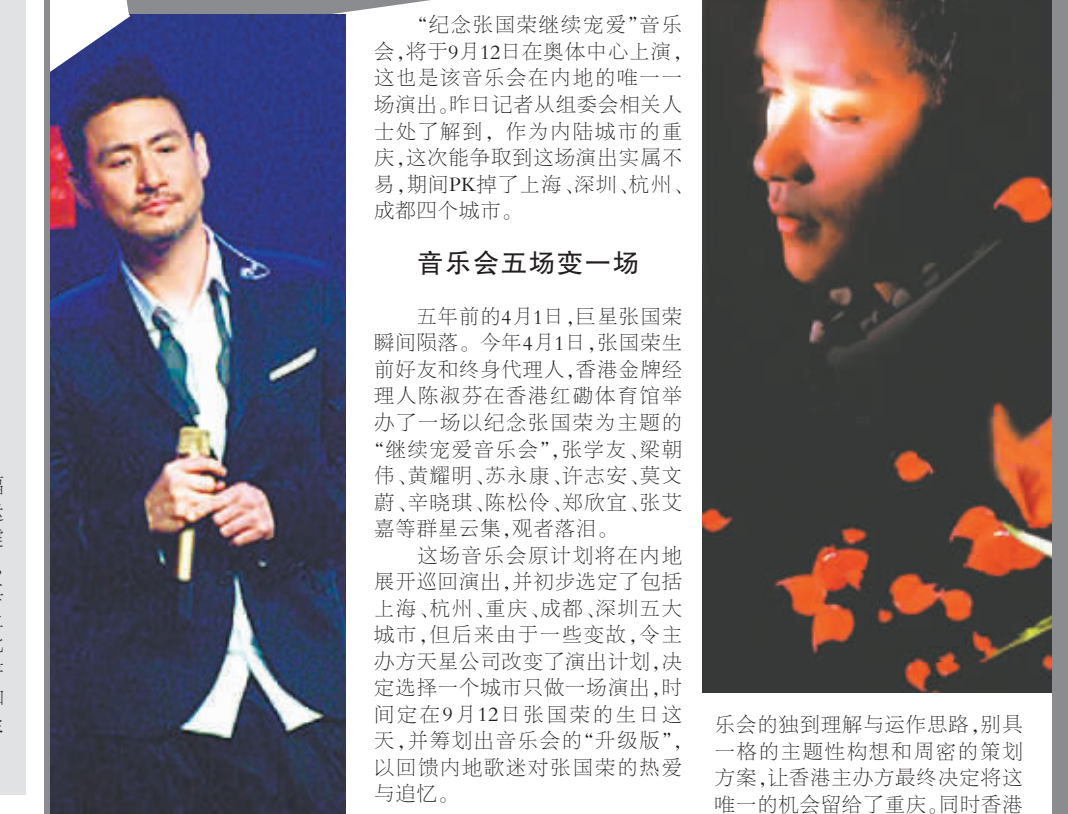 “纪念张国荣继续宠爱”音乐
会,将于9月12日在奥体中心上演,
这也是该音乐会在内地的唯一一
场演出。昨日记者从组委会相关人
士处了解到，作为内陆城市的重
庆,这次能争取到这场演出实属不
易,期间PK掉了上海、深圳、杭州、
成都四个城市。
音乐会五场变一场
五年前的4月1日,巨星张国荣
瞬间陨落。今年4月1日,张国荣生
前好友和终身代理人,香港金牌经
理人陈淑芬在香港红磡体育馆举
办了一场以纪念张国荣为主题的
“继续宠爱音乐会”,张学友、梁朝
伟、黄耀明、苏永康、许志安、莫文
蔚、辛晓琪、陈松伶、郑欣宜、张艾
嘉等群星云集,观者落泪。
这场音乐会原计划将在内地
展开巡回演出,并初步选定了包括
上海、杭州、重庆、成都、深圳五大
城市,但后来由于一些变故,令主
办方天星公司改变了演出计划,决
定选择一个城市只做一场演出,时
间定在9月12日张国荣的生日这
天,并筹划出音乐会的“升级版”,
以回馈内地歌迷对张国荣的热爱
与追忆。
乐会的独到理解与运作思路,别具
一格的主题性构想和周密的策划
方案,让香港主办方最终决定将这
唯一的机会留给了重庆。同时香港